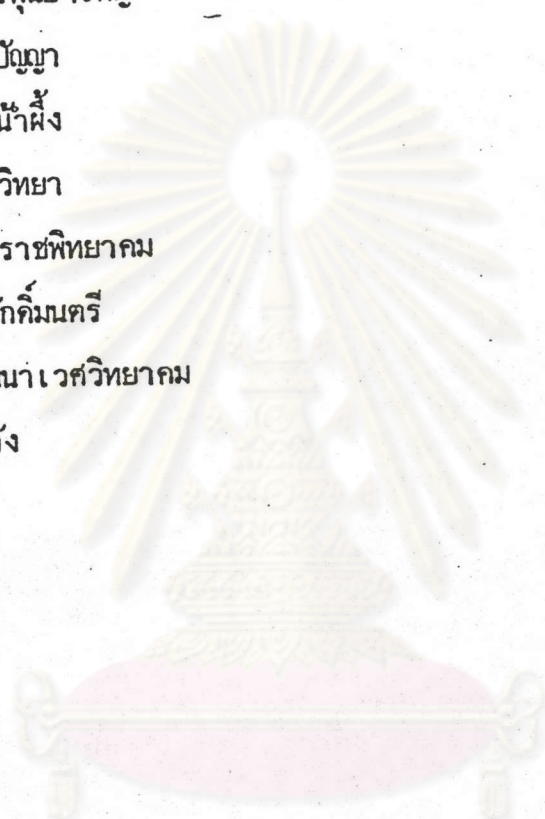 ปัญญา
น้ำผึ้ง
วิทยา
ราชพิทยาคม
ักดิ์มนตรี
นาเวศวิทยาคม
ัง